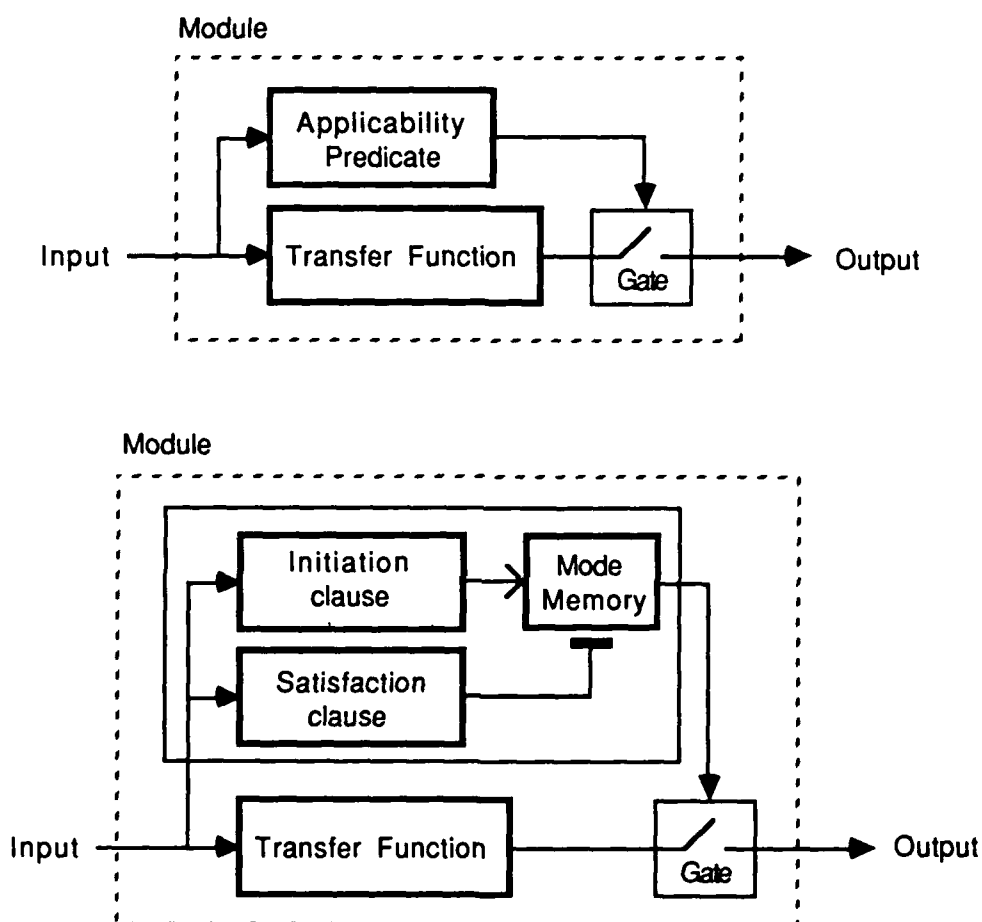 Module
Applicability
Predicate
Input
Transfer Function
Gate
Output
Module
Initiation
clause
Mode
Memory
Satisfaction
clause
Input
Transfer Function
Gate
Output